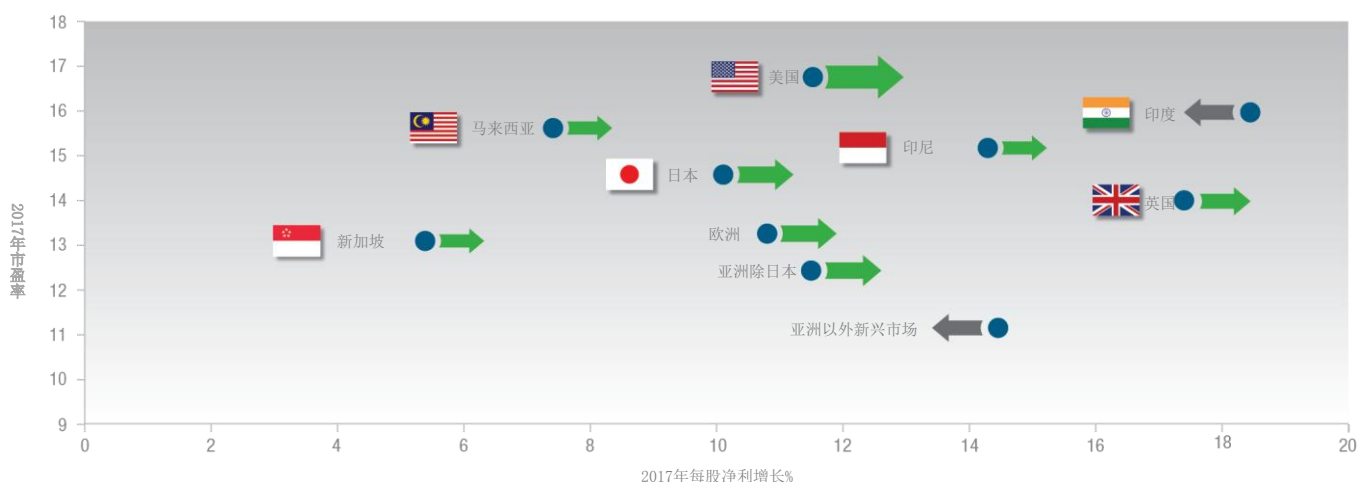 18
17
美国
16
印度
马来西亚
15
印尼
日本
14
英国
2017年市盈率
欧洲
13
新加坡
亚洲除日本
12
亚洲以外新兴市场
11
10
9
0 2 4 6 8 10 12 14 16 18 20
2017年每股净利增长%